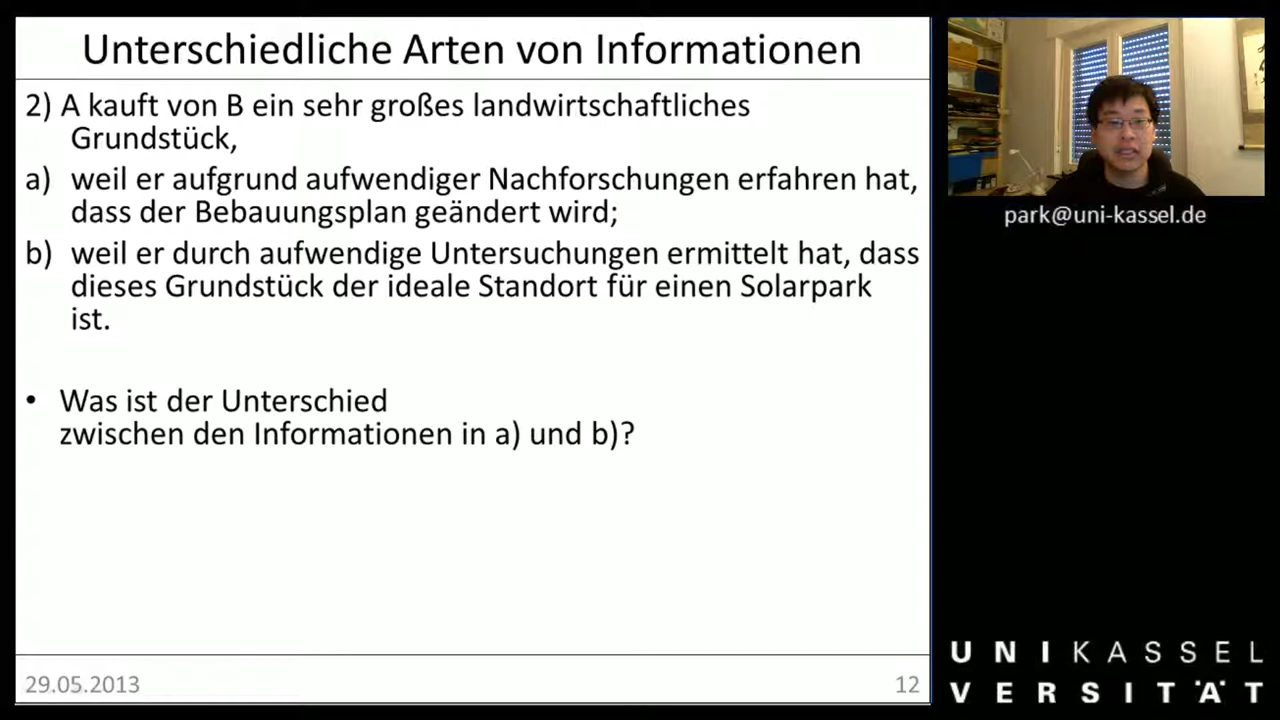 Unterschiedliche Arten von Informationen
2) A kauft von B ein sehr großes landwirtschaftliches
Grundstück,
a) weil er aufgrund aufwendiger Nachforschungen erfahren hat,
dass der Bebauungsplan geändert wird;
b) weil er durch aufwendige Untersuchungen ermittelt hat, dass
dieses Grundstück der ideale Standort für einen Solarpark
ist.
• Was ist der Unterschied
zwischen den Informationen in a) und b)?
29.05.2013
12
park@uni-kassel.de
UNIKASSEL
VERSITÄT